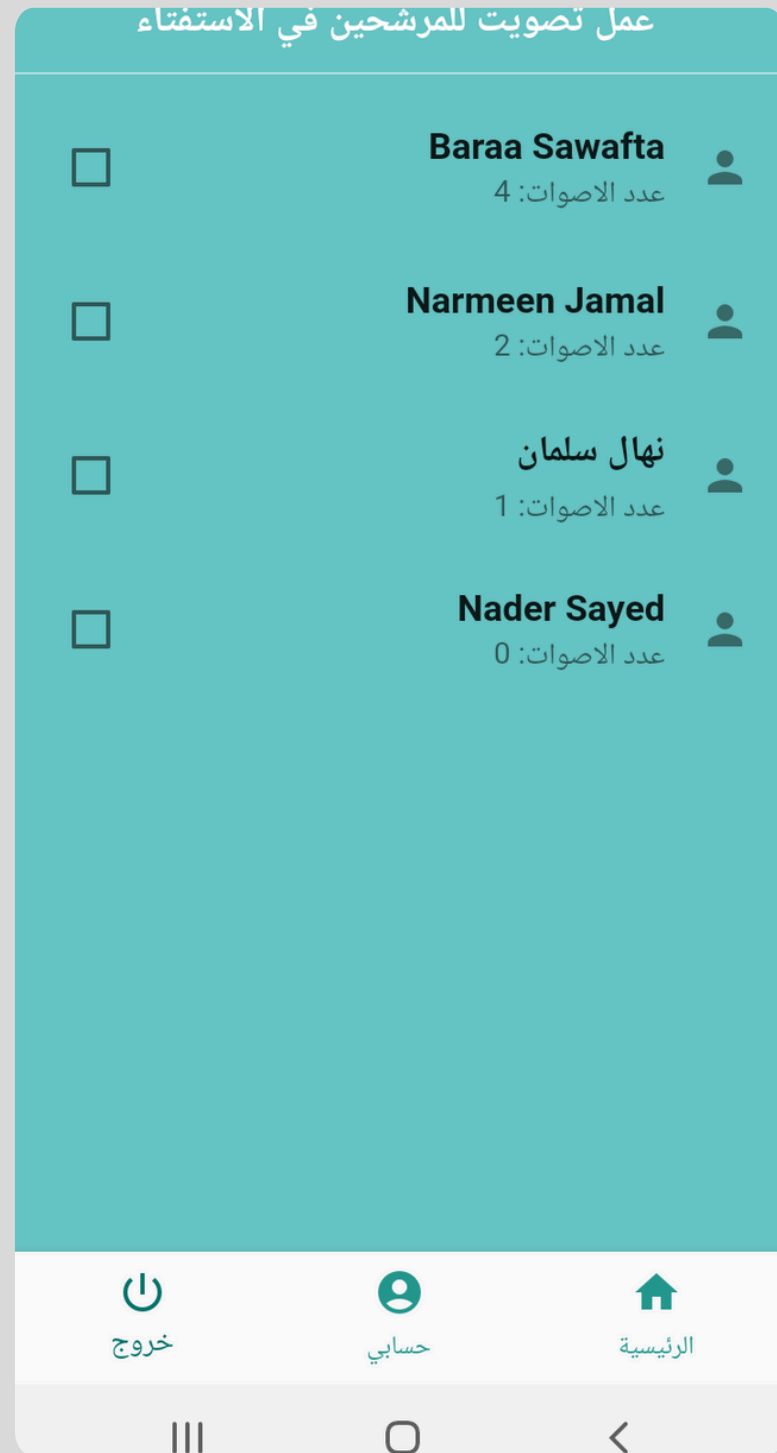 عمل تصويت للمرشحين في الاستفتاء
Baraa Sawafta
عدد الاصوات: 4
Narmeen Jamal
عدد الاصوات: 2
نهال سلمان
عدد الاصوات: 1
Nader Sayed
عدد الاصوات: 0
الرئيسية
حسابي
خروج